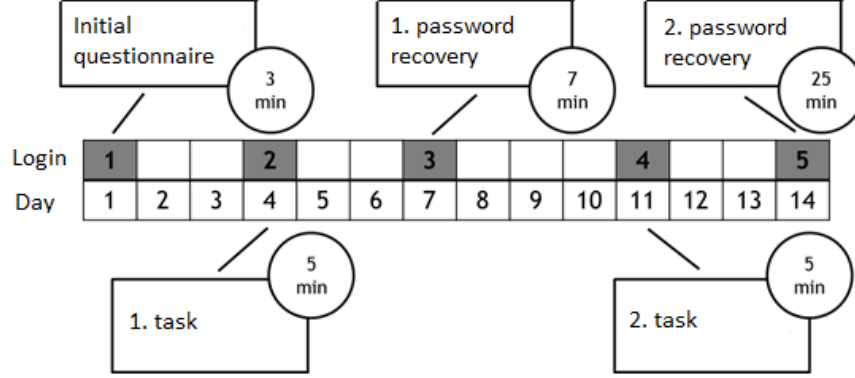 Initial
questionnaire
3
min
1. password
recovery
7
min
2. password
recovery
25
min
Login 1 2 3 4 5
Day 1 2 3 4 5 6 7 8 9 10 11 12 13 14
1. task
5
min
2. task
5
min